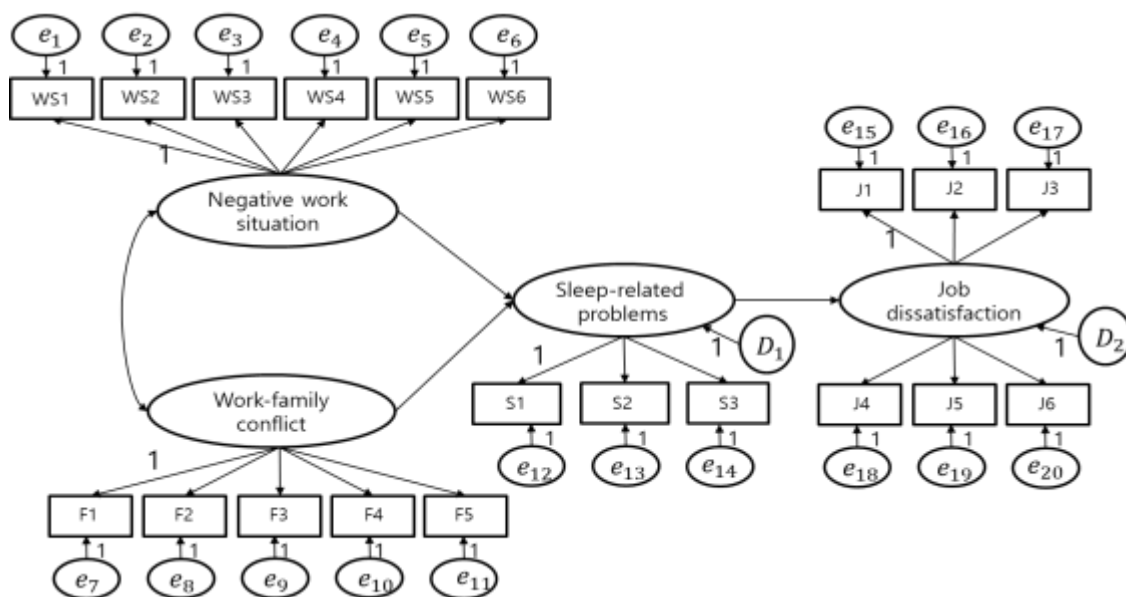 e₁ e₂ e₃ e₄ e₅ e₆
1 1 1 1 1 1
WS1 WS2 WS3 WS4 WS5 WS6
1
Negative work
situation
e₁₅ e₁₆ e₁₇
1 1 1
J1 J2 J3
1
Sleep-related
problems
Job
dissatisfaction
1 1 D₁
1 D₂
S1 S2 S3
1 1 1
e₁₂ e₁₃ e₁₄
J4 J5 J6
1 1 1
e₁₈ e₁₉ e₂₀
Work-family
conflict
1
F1 F2 F3 F4 F5
1 1 1 1 1
e₇ e₈ e₉ e₁₀ e₁₁